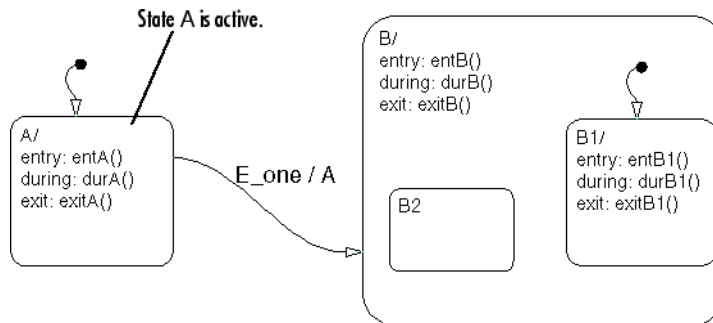 State A is active.
A/
entry: entA()
during: durA()
exit: exitA()
E_one / A
B/
entry: entB()
during: durB()
exit: exitB()
B2
B1/
entry: entB1()
during: durB1()
exit: exitB1()